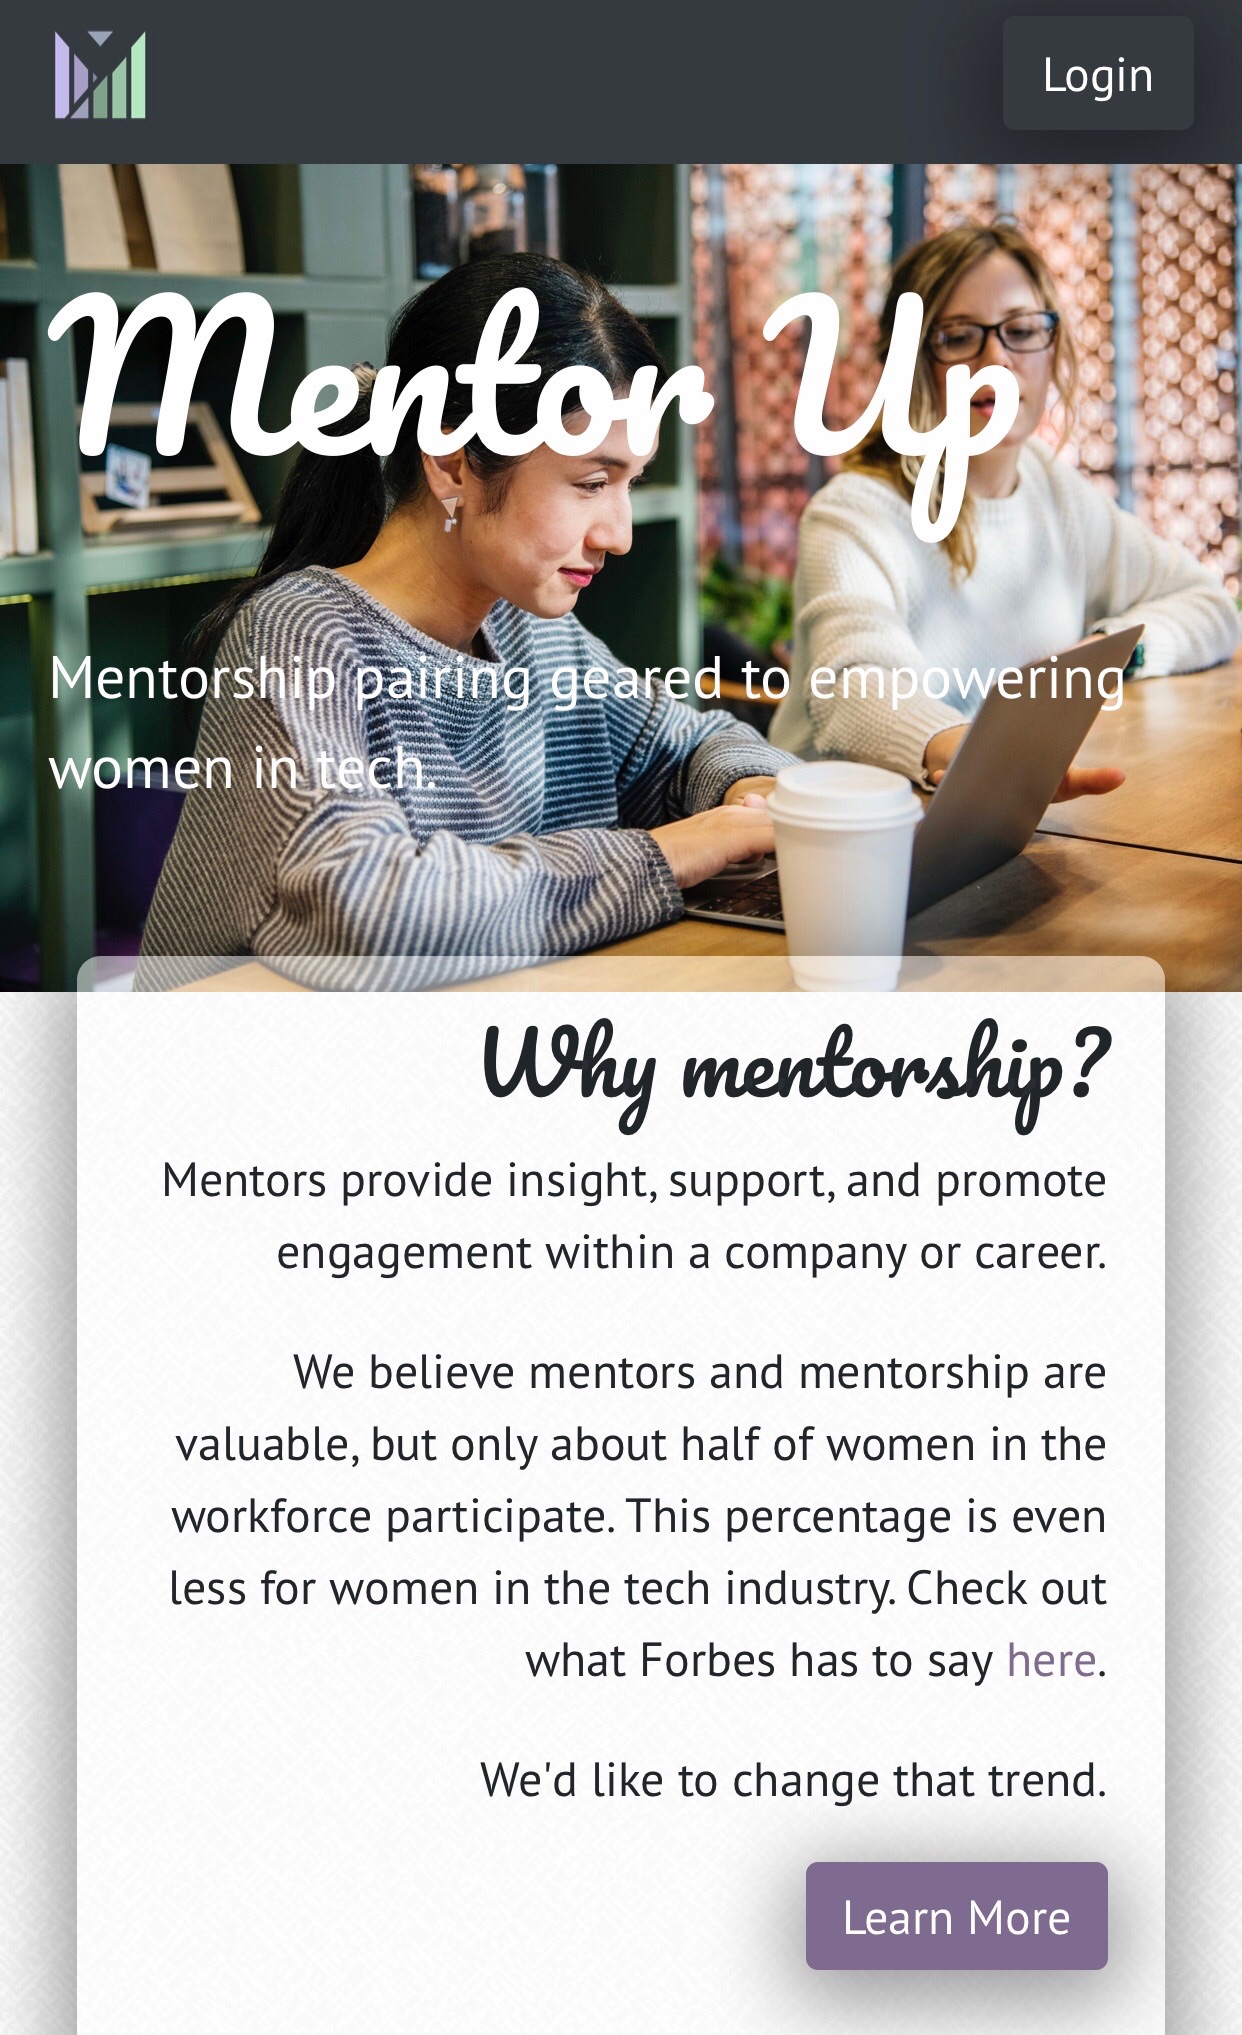 Login
Mentor Up
Mentorship pairing geared to empowering
women in tech.
Why mentorship?
Mentors provide insight, support, and promote
engagement within a company or career.
We believe mentors and mentorship are
valuable, but only about half of women in the
workforce participate. This percentage is even
less for women in the tech industry. Check out
what Forbes has to say here.
We'd like to change that trend.
Learn More